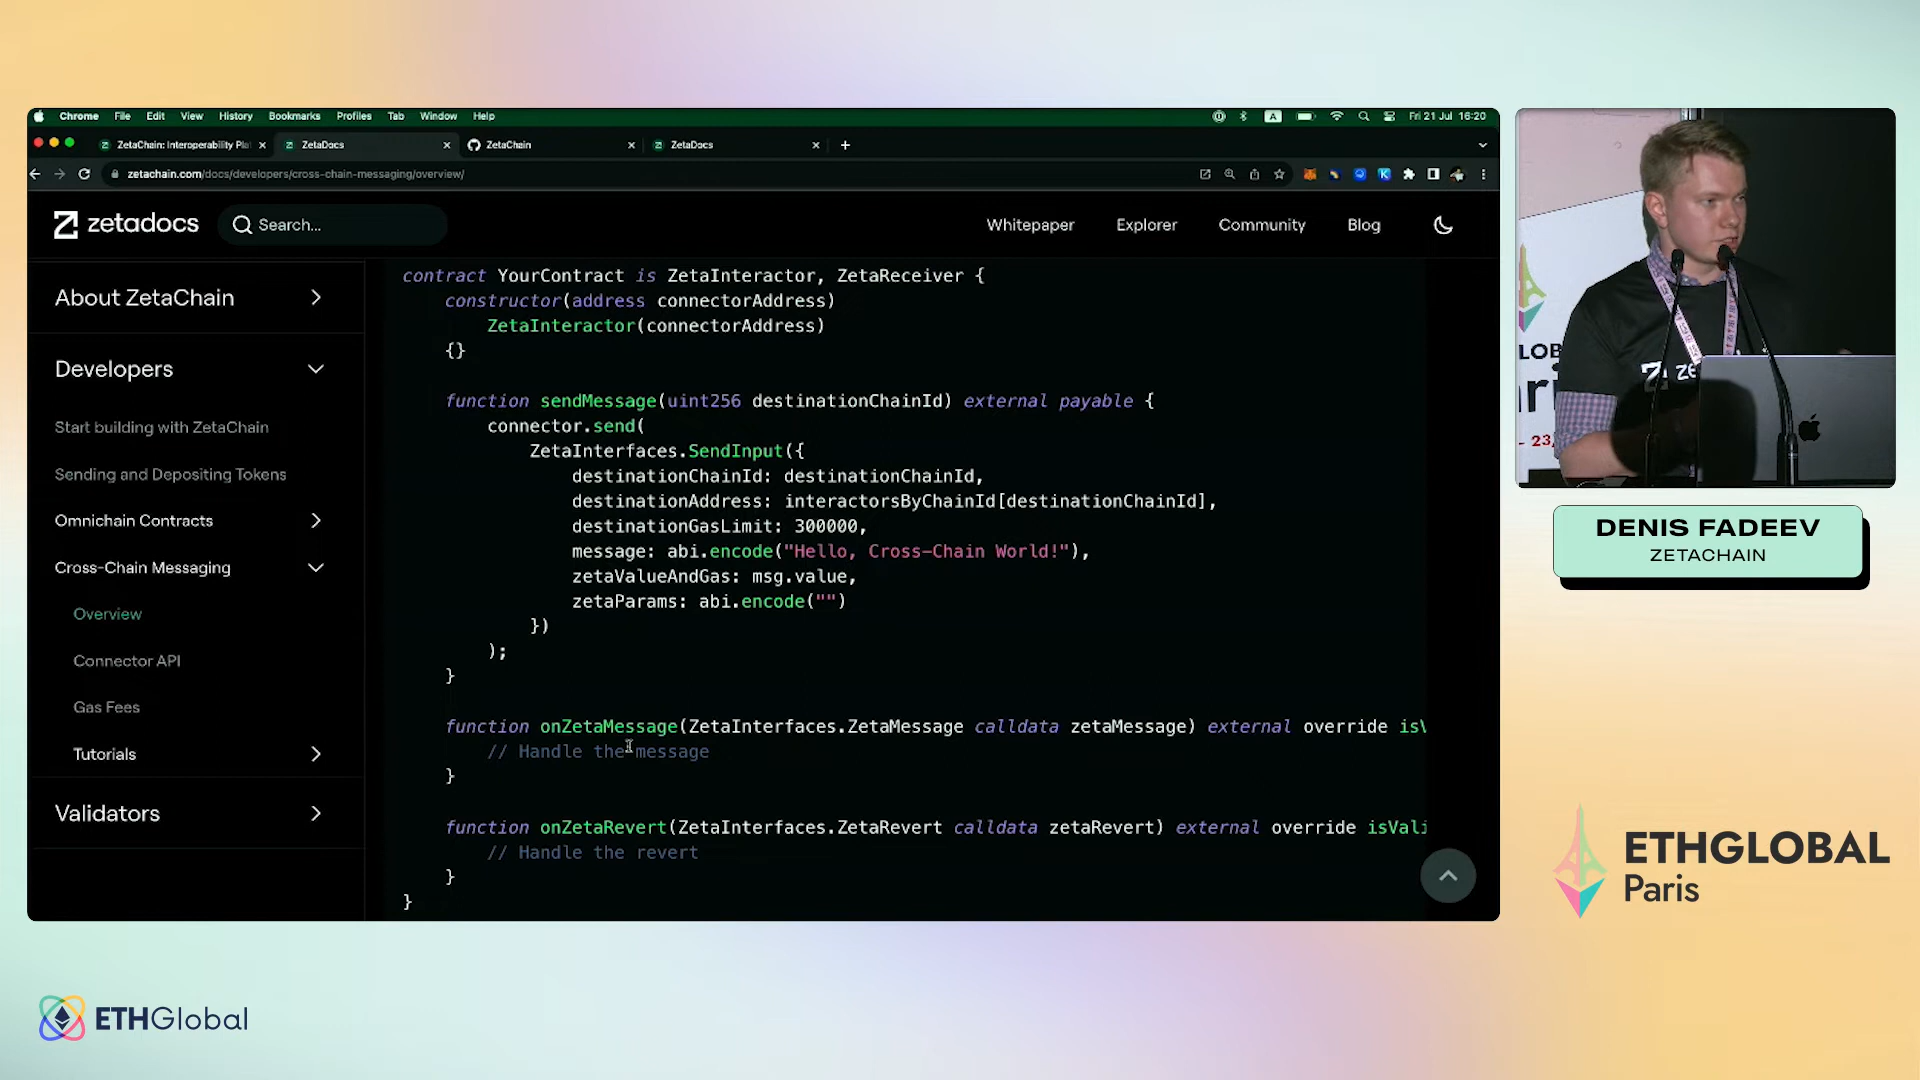 Chrome File Edit View History Bookmarks Profiles Tab Window Help
A
Fri 21 Jul 16:20
ZetaChain: Interoperability Pla
ZetaDocs
ZetaChain
ZetaDocs
zetachain.com/docs/developers/cross-chain-messaging/overview/
zetadocs
Search...
Whitepaper
Explorer
Community
Blog
About ZetaChain
Developers
Start building with ZetaChain
Sending and Depositing Tokens
Omnichain Contracts
Cross-Chain Messaging
Overview
Connector API
Gas Fees
Tutorials
Validators
contract YourContract is ZetaInteractor, ZetaReceiver {
constructor(address connectorAddress)
ZetaInteractor(connectorAddress)
{}
function sendMessage(uint256 destinationChainId) external payable {
connector.send(
ZetaInterfaces.SendInput({
destinationChainId: destinationChainId,
destinationAddress: interactorsByChainId[destinationChainId],
destinationGasLimit: 300000,
message: abi.encode("Hello, Cross-Chain World!"),
zetaValueAndGas: msg.value,
zetaParams: abi.encode("")
})
);
}
function onZetaMessage(ZetaInterfaces.ZetaMessage calldata zetaMessage) external override isV
// Handle the message
}
function onZetaRevert(ZetaInterfaces.ZetaRevert calldata zetaRevert) external override isVali
// Handle the revert
}
}
DENIS FADEEV
ZETACHAIN
ETHGLOBAL
Paris
ETHGlobal